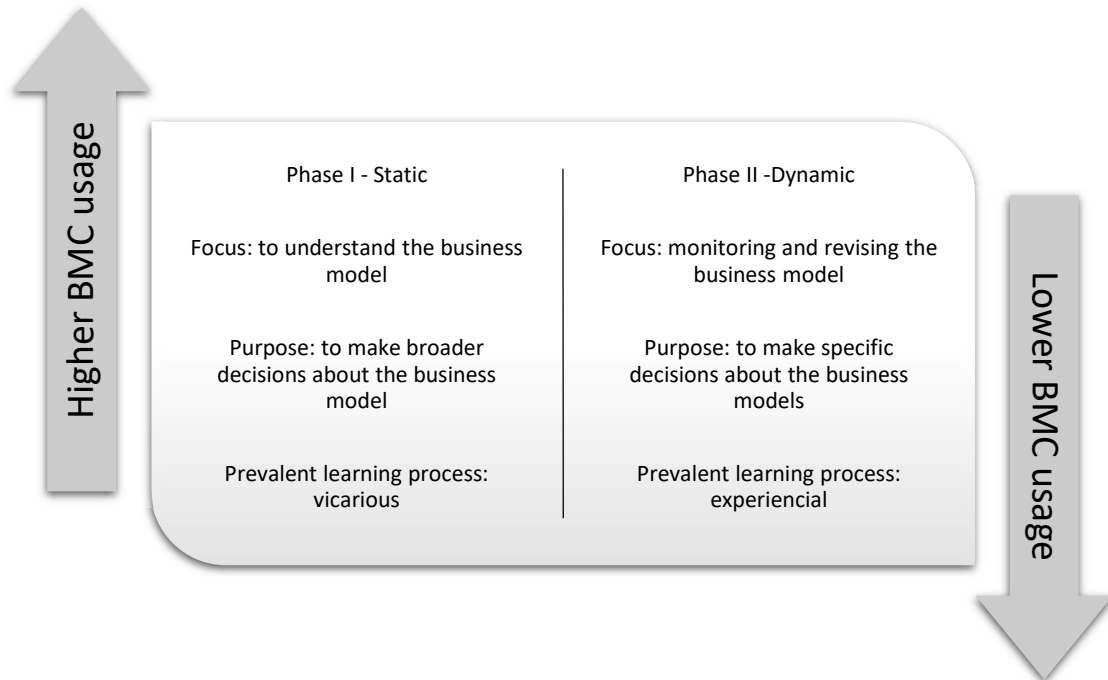 Higher BMC usage
Phase I - Static
Focus: to understand the business
model
Purpose: to make broader
decisions about the business
model
Prevalent learning process:
vicarious
Phase II -Dynamic
Focus: monitoring and revising the
business model
Purpose: to make specific
decisions about the business
models
Prevalent learning process:
experiencial
Lower BMC usage